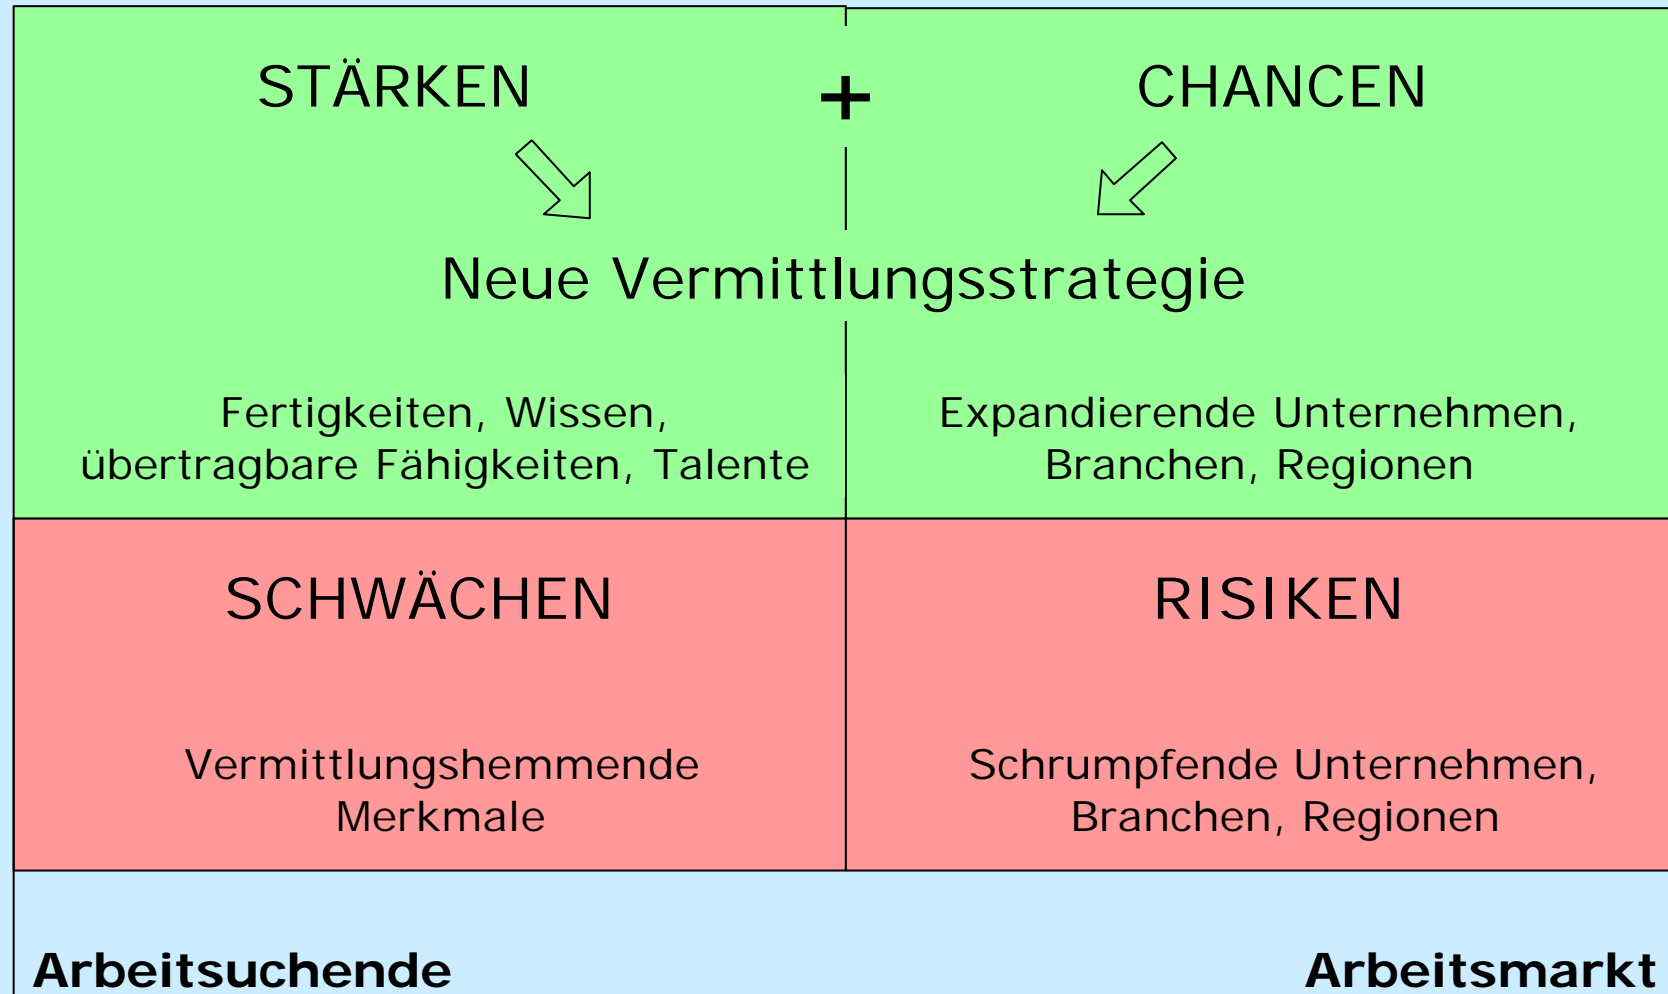 STÄRKEN + CHANCEN
Neue Vermittlungsstrategie
Fertigkeiten, Wissen,
übertragbare Fähigkeiten, Talente
Expandierende Unternehmen,
Branchen, Regionen
SCHWÄCHEN
Vermittlungshemmende
Merkmale
RISIKEN
Schrumpfende Unternehmen,
Branchen, Regionen
Arbeitsuchende
Arbeitsmarkt